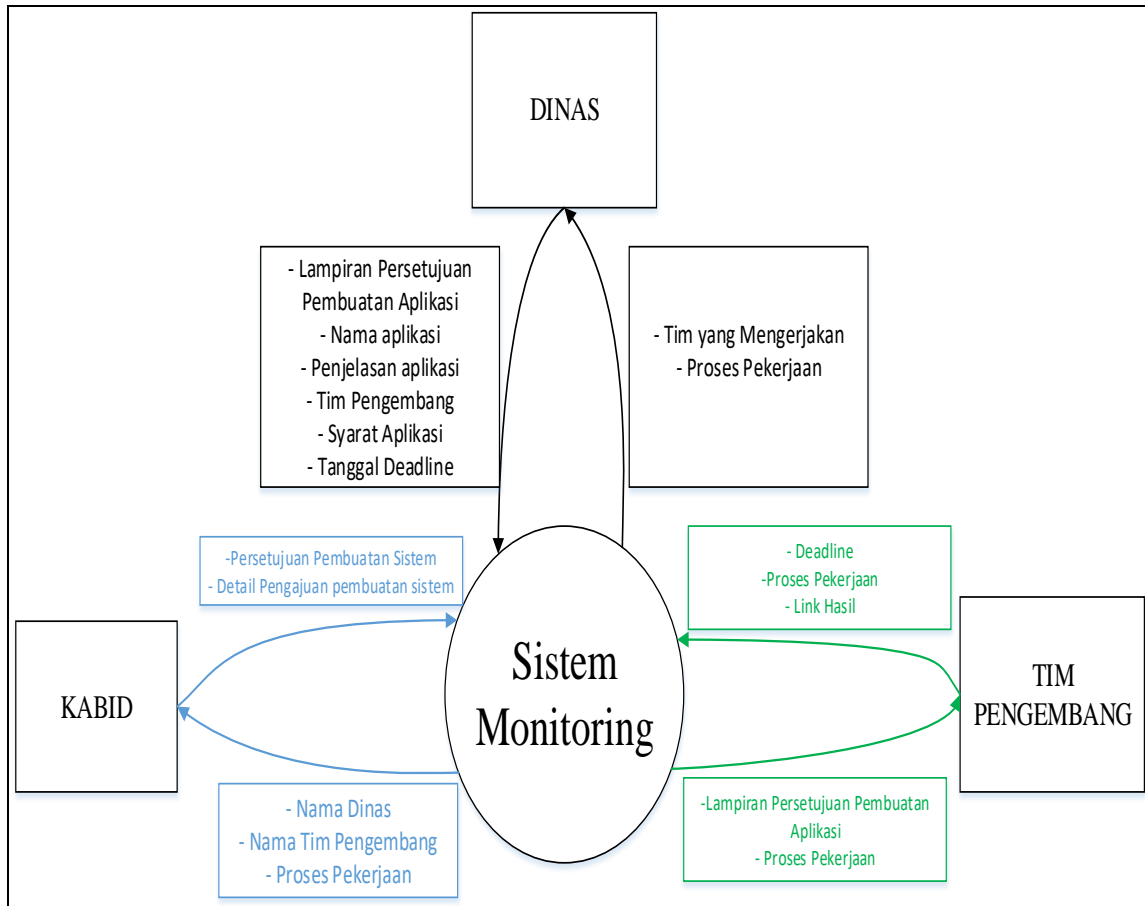 DINAS
- Lampiran Persetujuan
Pembuatan Aplikasi
- Nama aplikasi
- Penjelasan aplikasi
- Tim Pengembang
- Syarat Aplikasi
- Tanggal Deadline
- Tim yang Mengerjakan
- Proses Pekerjaan
-Persetujuan Pembuatan Sistem
- Detail Pengajuan pembuatan sistem
- Deadline
-Proses Pekerjaan
- Link Hasil
KABID
Sistem
Monitoring
TIM
PENGEMBANG
- Nama Dinas
- Nama Tim Pengembang
- Proses Pekerjaan
-Lampiran Persetujuan Pembuatan
Aplikasi
- Proses Pekerjaan